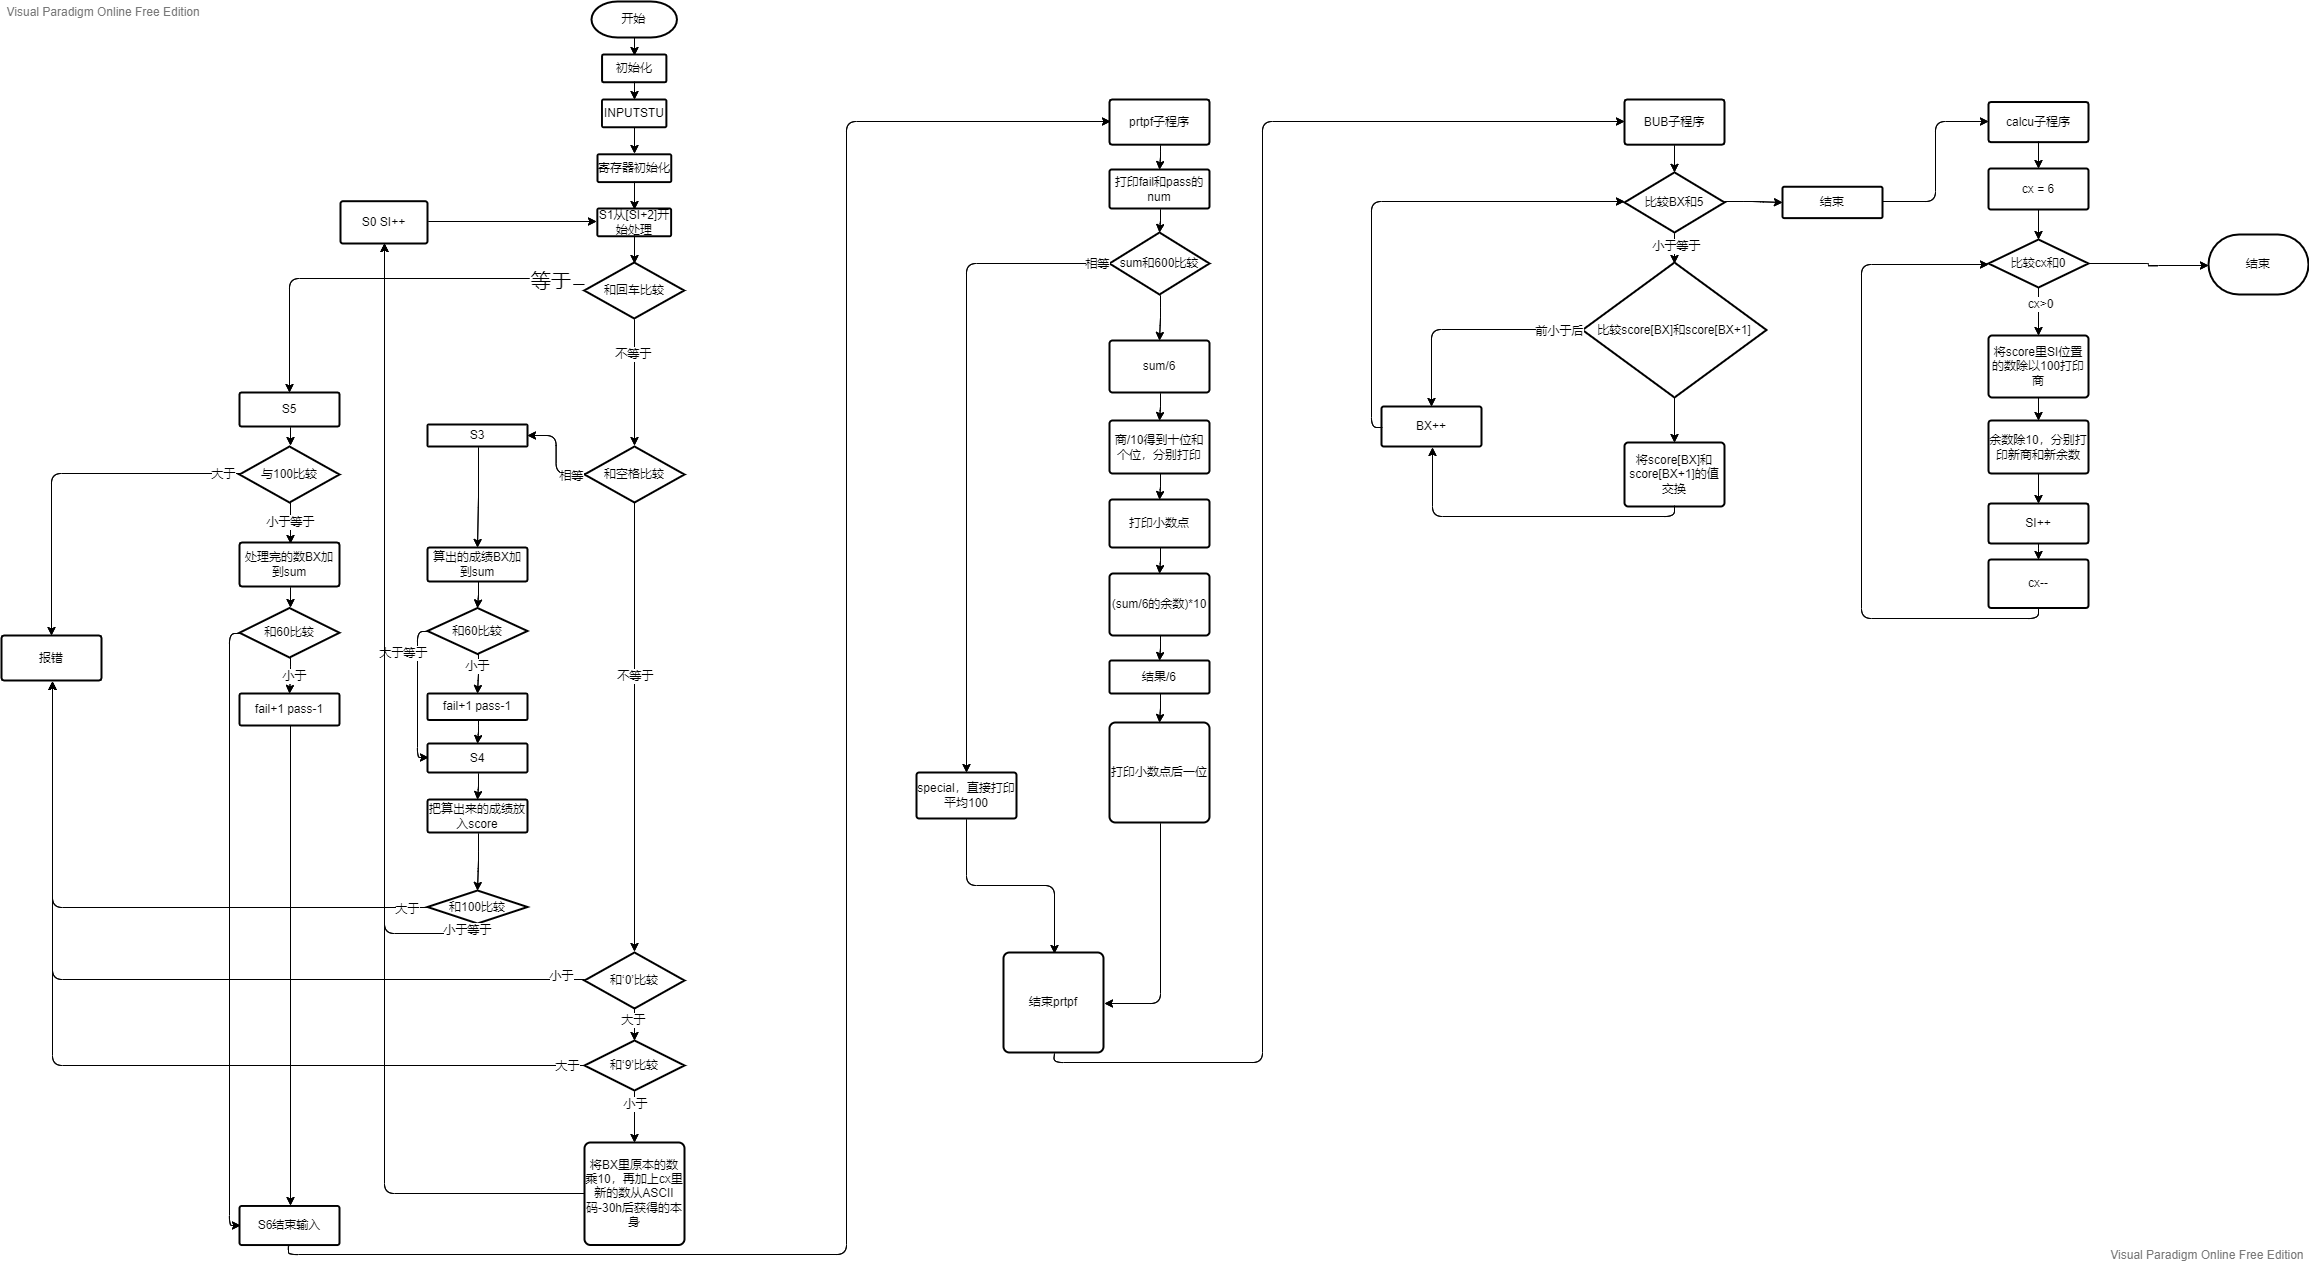 Visual Paradigm Online Free Edition
开始
初始化
INPUTSTU
寄存器初始化
S0 SI++
S1从[SI+2]开
始处理
等于
和回车比较
不等于
S5
S3
与100比较
大于
相等
和空格比较
小于等于
处理完的数BX加
到sum
算出的成绩BX加
到sum
和60比较
和60比较
大于等于
报错
小于
小于
不等于
fail+1 pass-1
fail+1 pass-1
S4
把算出来的成绩放
入score
和100比较
大于
小于等于
小于
和‘0’比较
大于
大于
和‘9’比较
小于
将BX里原本的数
乘10，再加上cx里
新的数从ASCII
码-30h后获得的本
身
S6结束输入
prtpf子程序
打印fail和pass的
num
相等
sum和600比较
sum/6
商/10得到十位和
个位，分别打印
打印小数点
(sum/6的余数)*10
结果/6
打印小数点后一位
special，直接打印
平均100
结束prtpf
BUB子程序
比较BX和5
结束
小于等于
前小于后
比较score[BX]和score[BX+1]
BX++
将score[BX]和
score[BX+1]的值
交换
calcu子程序
cx = 6
比较cx和0
结束
cx>0
将score里SI位置
的数除以100打印
商
余数除10，分别打
印新商和新余数
SI++
cx--
Visual Paradigm Online Free Edition